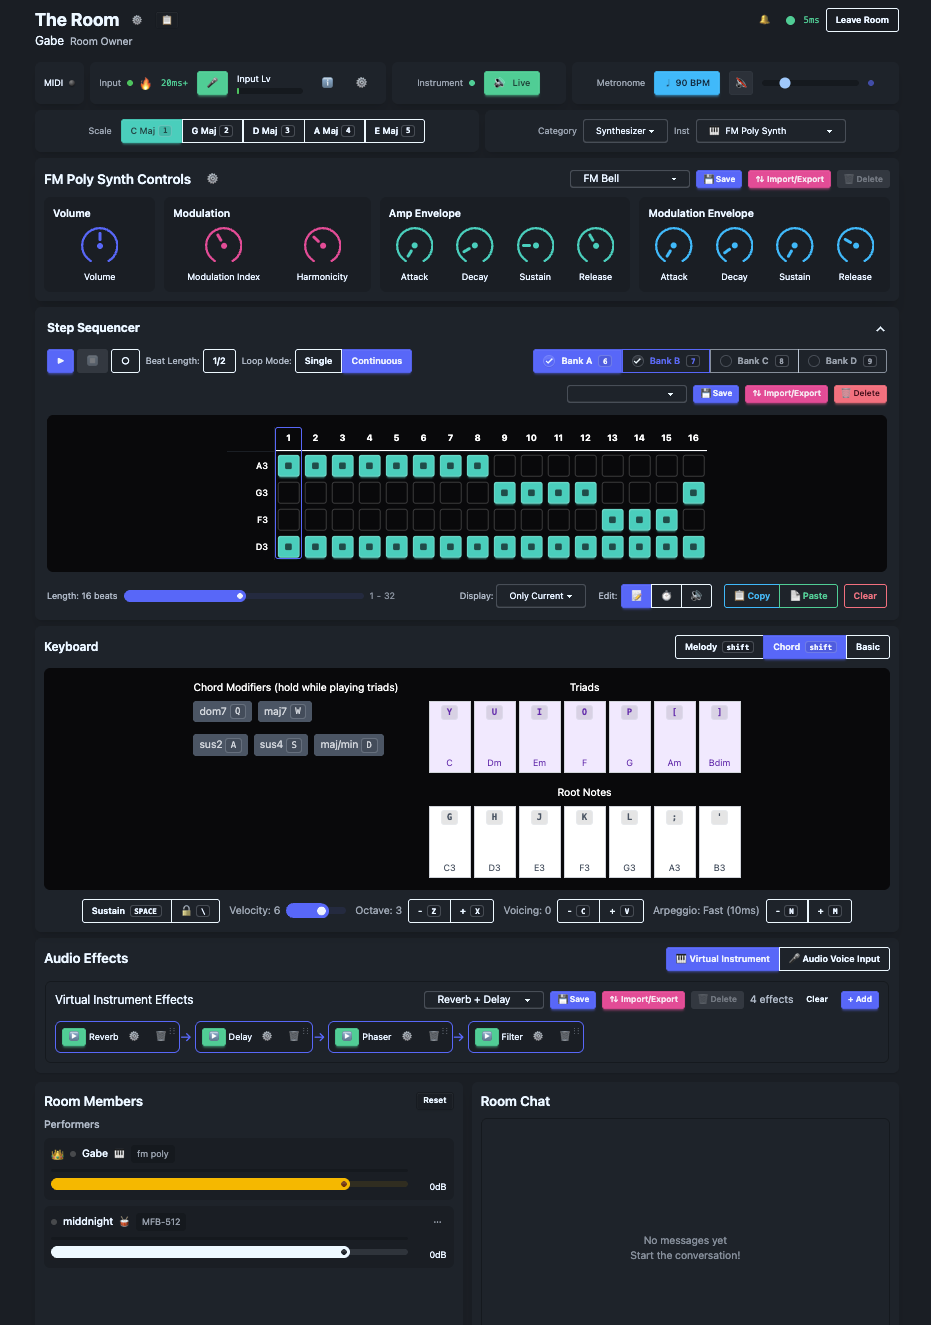 The Room
Gabe Room Owner
5ms Leave Room
MIDI Input 20ms+ Input Lv Instrument Live Metronome ♩ 90 BPM
Scale C Maj 1 G Maj 2 D Maj 3 A Maj 4 E Maj 5 Category Synthesizer Inst FM Poly Synth
FM Poly Synth Controls FM Bell Save Import/Export Delete
Volume Modulation Amp Envelope Modulation Envelope
Volume Modulation Index Harmonicity Attack Decay Sustain Release Attack Decay Sustain Release
Step Sequencer
Beat Length: 1/2 Loop Mode: Single Continuous Bank A 6 Bank B 7 Bank C 8 Bank D 9
Save Import/Export Delete
1 2 3 4 5 6 7 8 9 10 11 12 13 14 15 16
A3
G3
F3
D3
Length: 16 beats 1 - 32 Display: Only Current Edit: Copy Paste Clear
Keyboard Melody shift Chord shift Basic
Chord Modifiers (hold while playing triads) Triads
dom7 Q maj7 W
sus2 A sus4 S maj/min D
Y U I O P [ ]
C Dm Em F G Am Bdim
Root Notes
G H J K L ; '
C3 D3 E3 F3 G3 A3 B3
Sustain SPACE \ Velocity: 6 Octave: 3 - Z + X Voicing: 0 - C + V Arpeggio: Fast (10ms) - N + M
Audio Effects Virtual Instrument Audio Voice Input
Virtual Instrument Effects Reverb + Delay Save Import/Export Delete 4 effects Clear + Add
Reverb → Delay → Phaser → Filter
Room Members Reset
Performers
Gabe fm poly
0dB
middnight MFB-512 ...
0dB
Room Chat
No messages yet
Start the conversation!